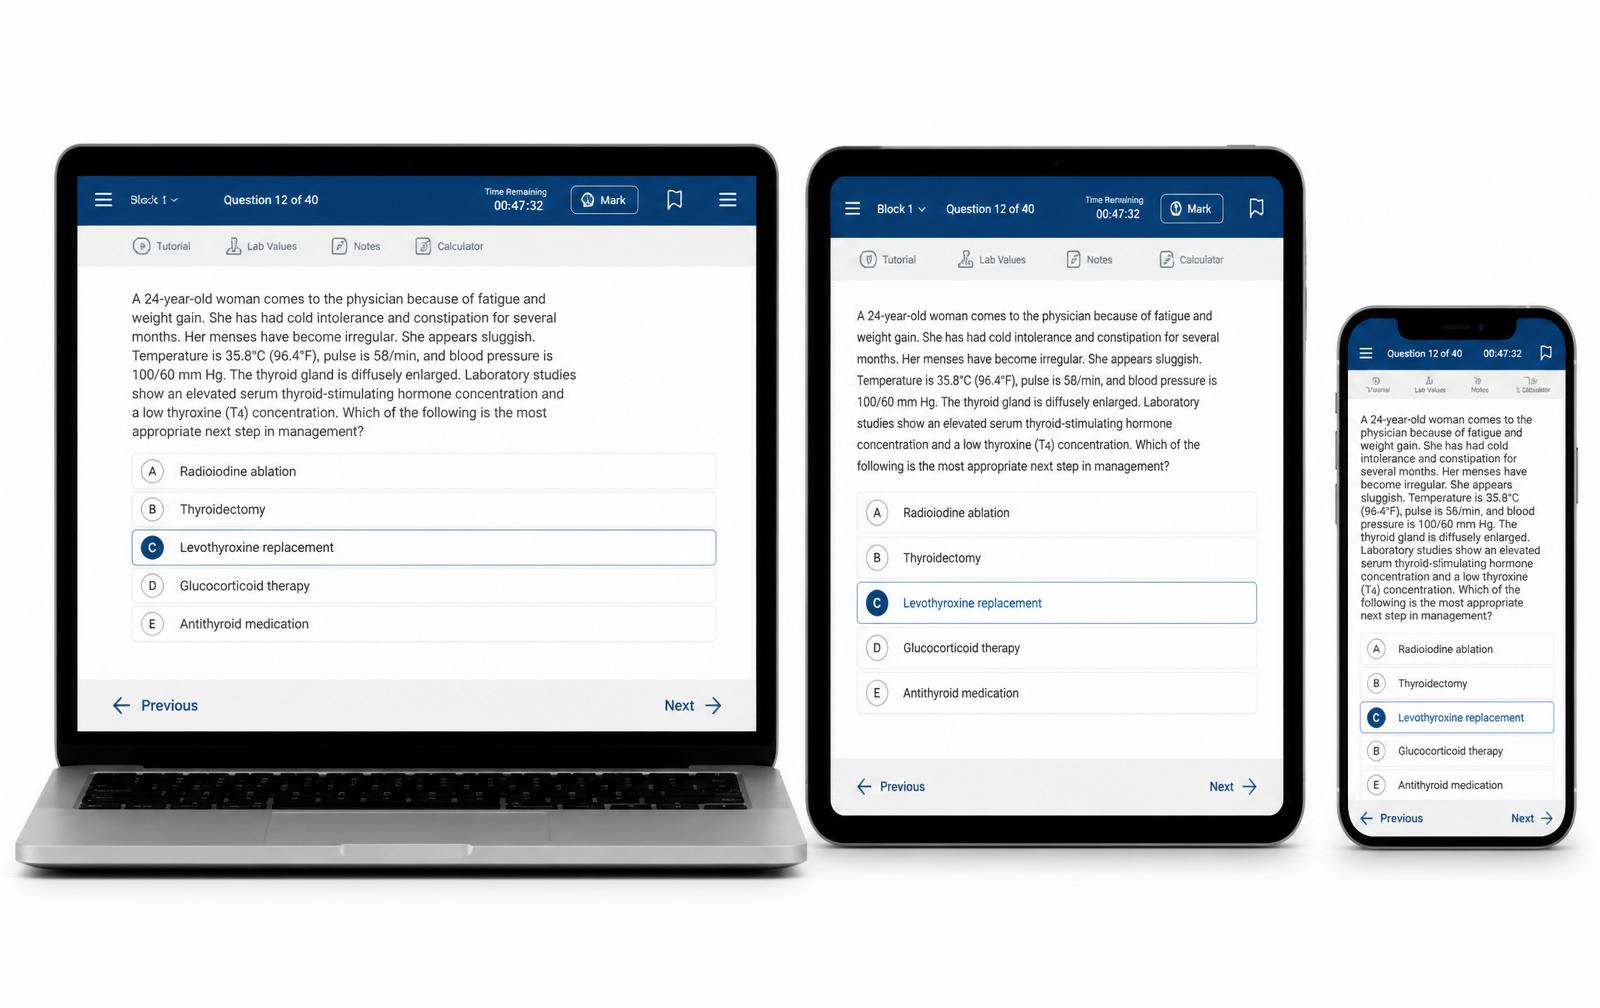 Block 1
Question 12 of 40
Time Remaining
00:47:32
Mark
Tutorial
Lab Values
Notes
Calculator
A 24-year-old woman comes to the physician because of fatigue and
weight gain. She has had cold intolerance and constipation for several
months. Her menses have become irregular. She appears sluggish.
Temperature is 35.8°C (96.4°F), pulse is 58/min, and blood pressure is
100/60 mm Hg. The thyroid gland is diffusely enlarged. Laboratory studies
show an elevated serum thyroid-stimulating hormone concentration and
a low thyroxine (T4) concentration. Which of the following is the most
appropriate next step in management?
A Radioiodine ablation
B Thyroidectomy
C Levothyroxine replacement
D Glucocorticoid therapy
E Antithyroid medication
Previous
Next
Block 1
Question 12 of 40
Time Remaining
00:47:32
Mark
Tutorial
Lab Values
Notes
Calculator
A 24-year-old woman comes to the physician because of fatigue and
weight gain. She has had cold intolerance and constipation for several
months. Her menses have become irregular. She appears sluggish.
Temperature is 35.8°C (96.4°F), pulse is 58/min, and blood pressure is
100/60 mm Hg. The thyroid gland is diffusely enlarged. Laboratory
studies show an elevated serum thyroid-stimulating hormone
concentration and a low thyroxine (T4) concentration. Which of the
following is the most appropriate next step in management?
A Radioiodine ablation
B Thyroidectomy
C Levothyroxine replacement
D Glucocorticoid therapy
E Antithyroid medication
Previous
Next
Question 12 of 40
00:47:32
Lab Values
Notes
A 24-year-old woman comes to the
physician because of fatigue and
weight gain. She has had cold
intolerance and constipation for
several months. Her menses have
become irregular. She appears
sluggish. Temperature is 35.8°C
(96.4°F), pulse is 56/min, and blood
pressure is 100/60 mm Hg. The
thyroid gland is diffusely enlarged.
Laboratory studies show an elevated
serum thyroid-stimulating hormone
concentration and a low thyroxine
(T4) concentration. Which of the
following is the most appropriate
next step in management?
A Radioiodine ablation
B Thyroidectomy
C Levothyroxine replacement
B Glucocorticoid therapy
E Antithyroid medication
Previous
Next